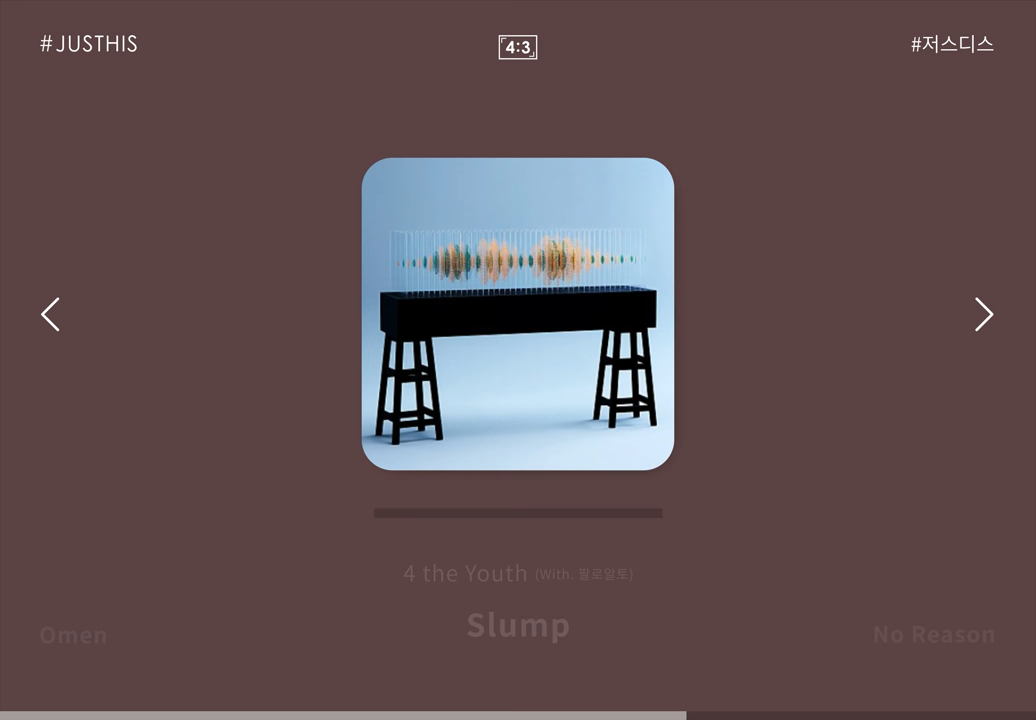 #JUSTHIS
4:3
#저스디스
4 the Youth (With. 팔로알토)
Slump
Omen
No Reason